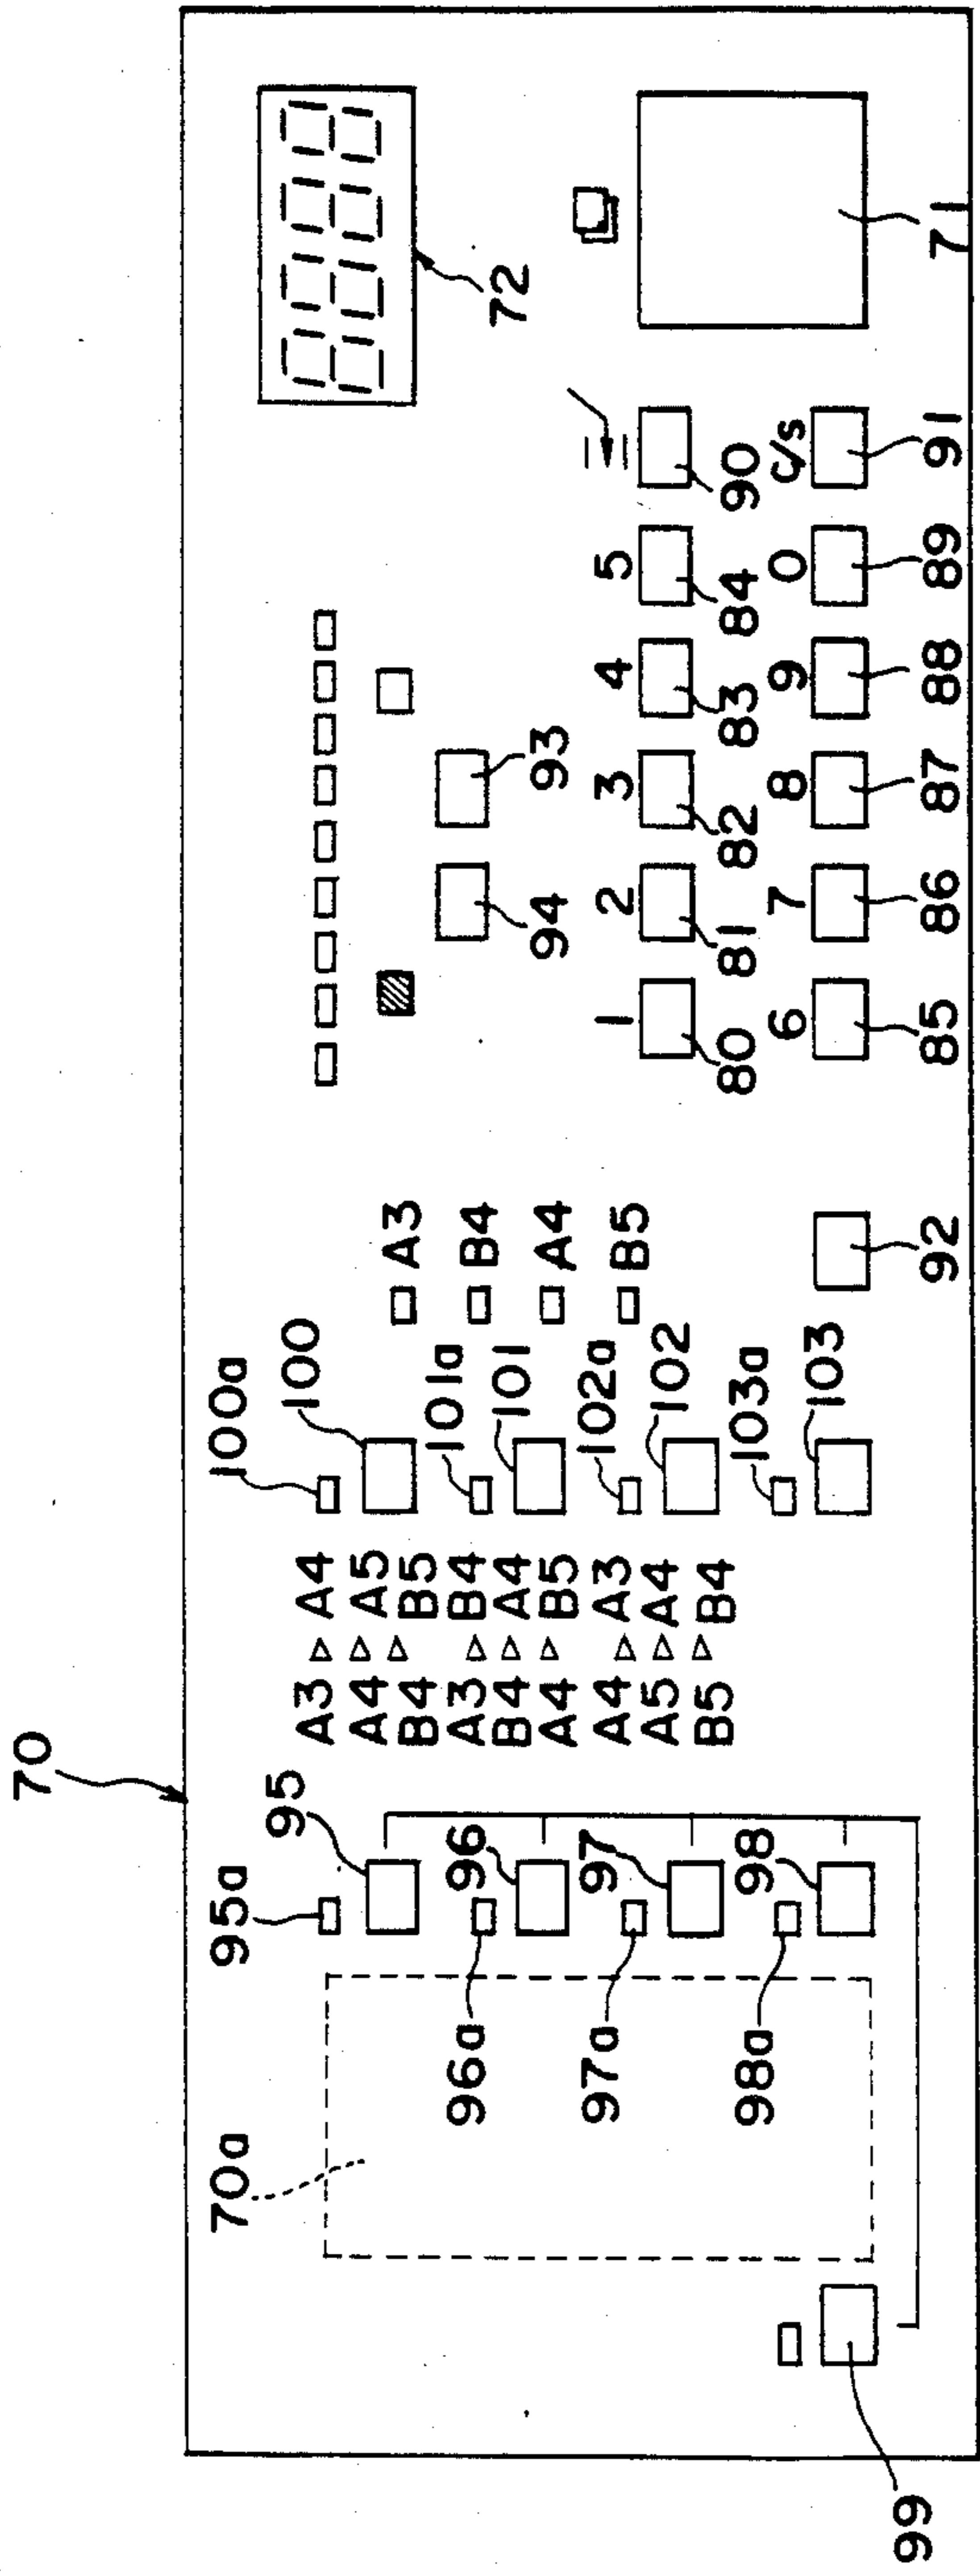 70
70a
95a
95
96a
96
97a
97
98a
98
99
A3 ▷ A4
A4 ▷ A5
B4 ▷ B5
A3 ▷ B4
B4 ▷ A4
A4 ▷ B5
A4 ▷ A3
A5 ▷ A4
B5 ▷ B4
100a
100
101a
101
102a
102
103a
103
A3
B4
A4
B5
92
94 93
72
1 2 3 4 5
80 81 82 83 84 90
6 7 8 9 0 C/S
85 86 87 88 89 91
71